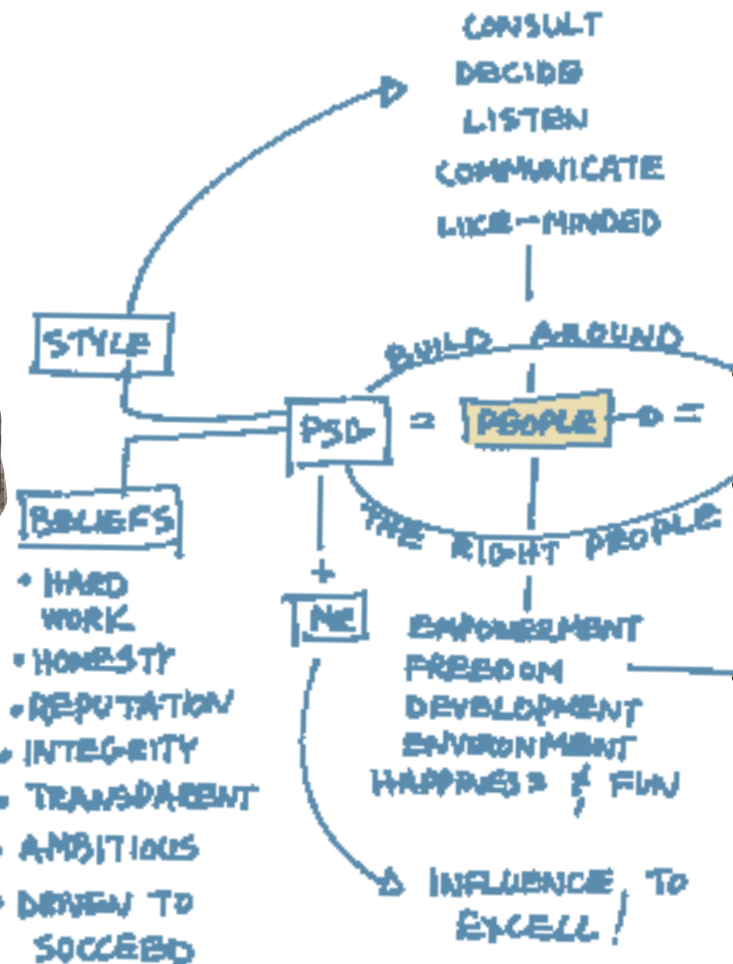 CONSULT
DECIDE
LISTEN
COMMUNICATE
LIKE-MINDED
STYLE
BUILD AROUND
PSD
= PEOPLE =
THE RIGHT PEOPLE
BELIEFS
• HARD
WORK
• HONESTY
• REPUTATION
• INTEGRITY
• TRANSPARENT
• AMBITIOUS
• DRIVEN TO
SUCCEED
+
ME
EMPOWERMENT
FREEDOM
DEVELOPMENT
ENVIRONMENT
HAPPINESS & FUN
INFLUENCE TO
EXCELL!